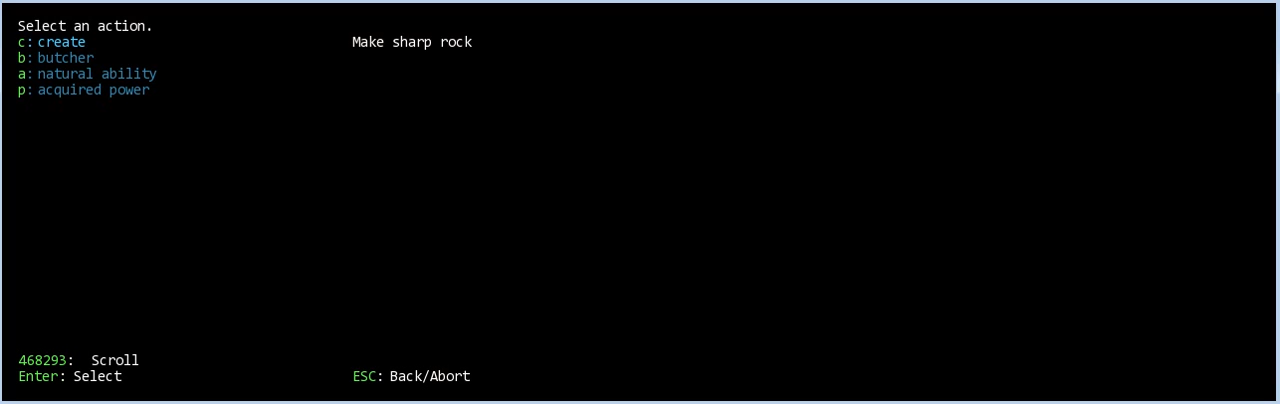 Select an action.
c: create Make sharp rock
b: butcher
a: natural ability
p: acquired power
468293: Scroll
Enter: Select ESC: Back/Abort